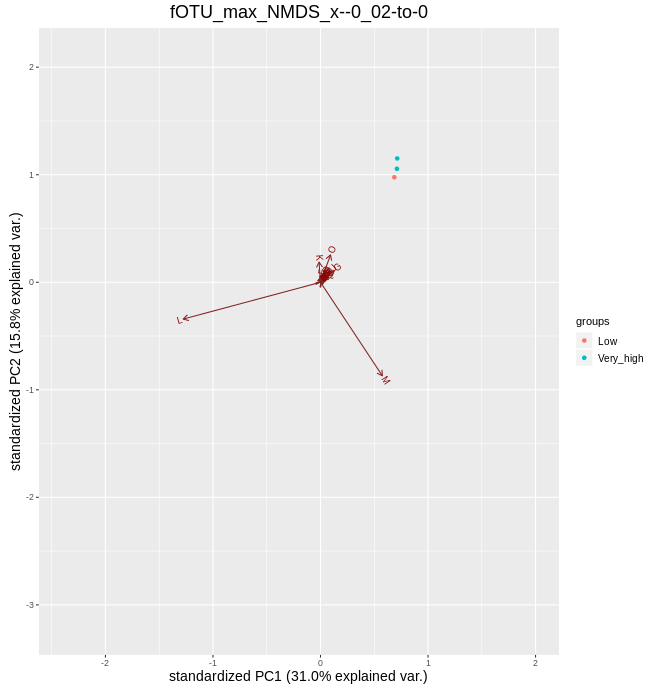 fOTU_max_NMDS_x--0_02-to-0
standardized PC2 (15.8% explained var.)
2
1
0
-1
-2
-3
O
K
G
L
M
-2
-1
0
1
2
standardized PC1 (31.0% explained var.)
groups
Low
Very_high